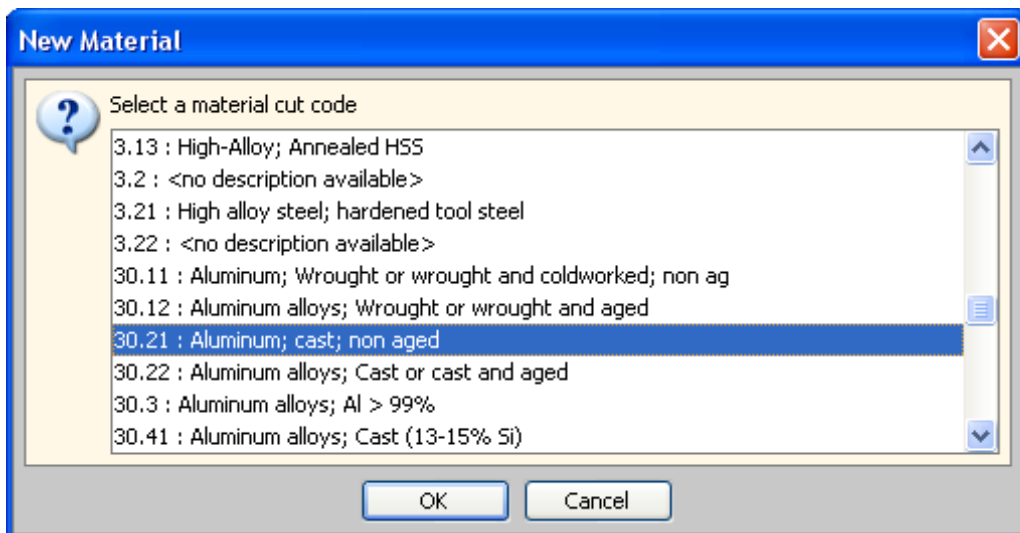 New Material
Select a material cut code
3.13 : High-Alloy; Annealed HSS
3.2 : <no description available>
3.21 : High alloy steel; hardened tool steel
3.22 : <no description available>
30.11 : Aluminum; Wrought or wrought and coldworked; non ag
30.12 : Aluminum alloys; Wrought or wrought and aged
30.21 : Aluminum; cast; non aged
30.22 : Aluminum alloys; Cast or cast and aged
30.3 : Aluminum alloys; Al > 99%
30.41 : Aluminum alloys; Cast (13-15% Si)
OK Cancel